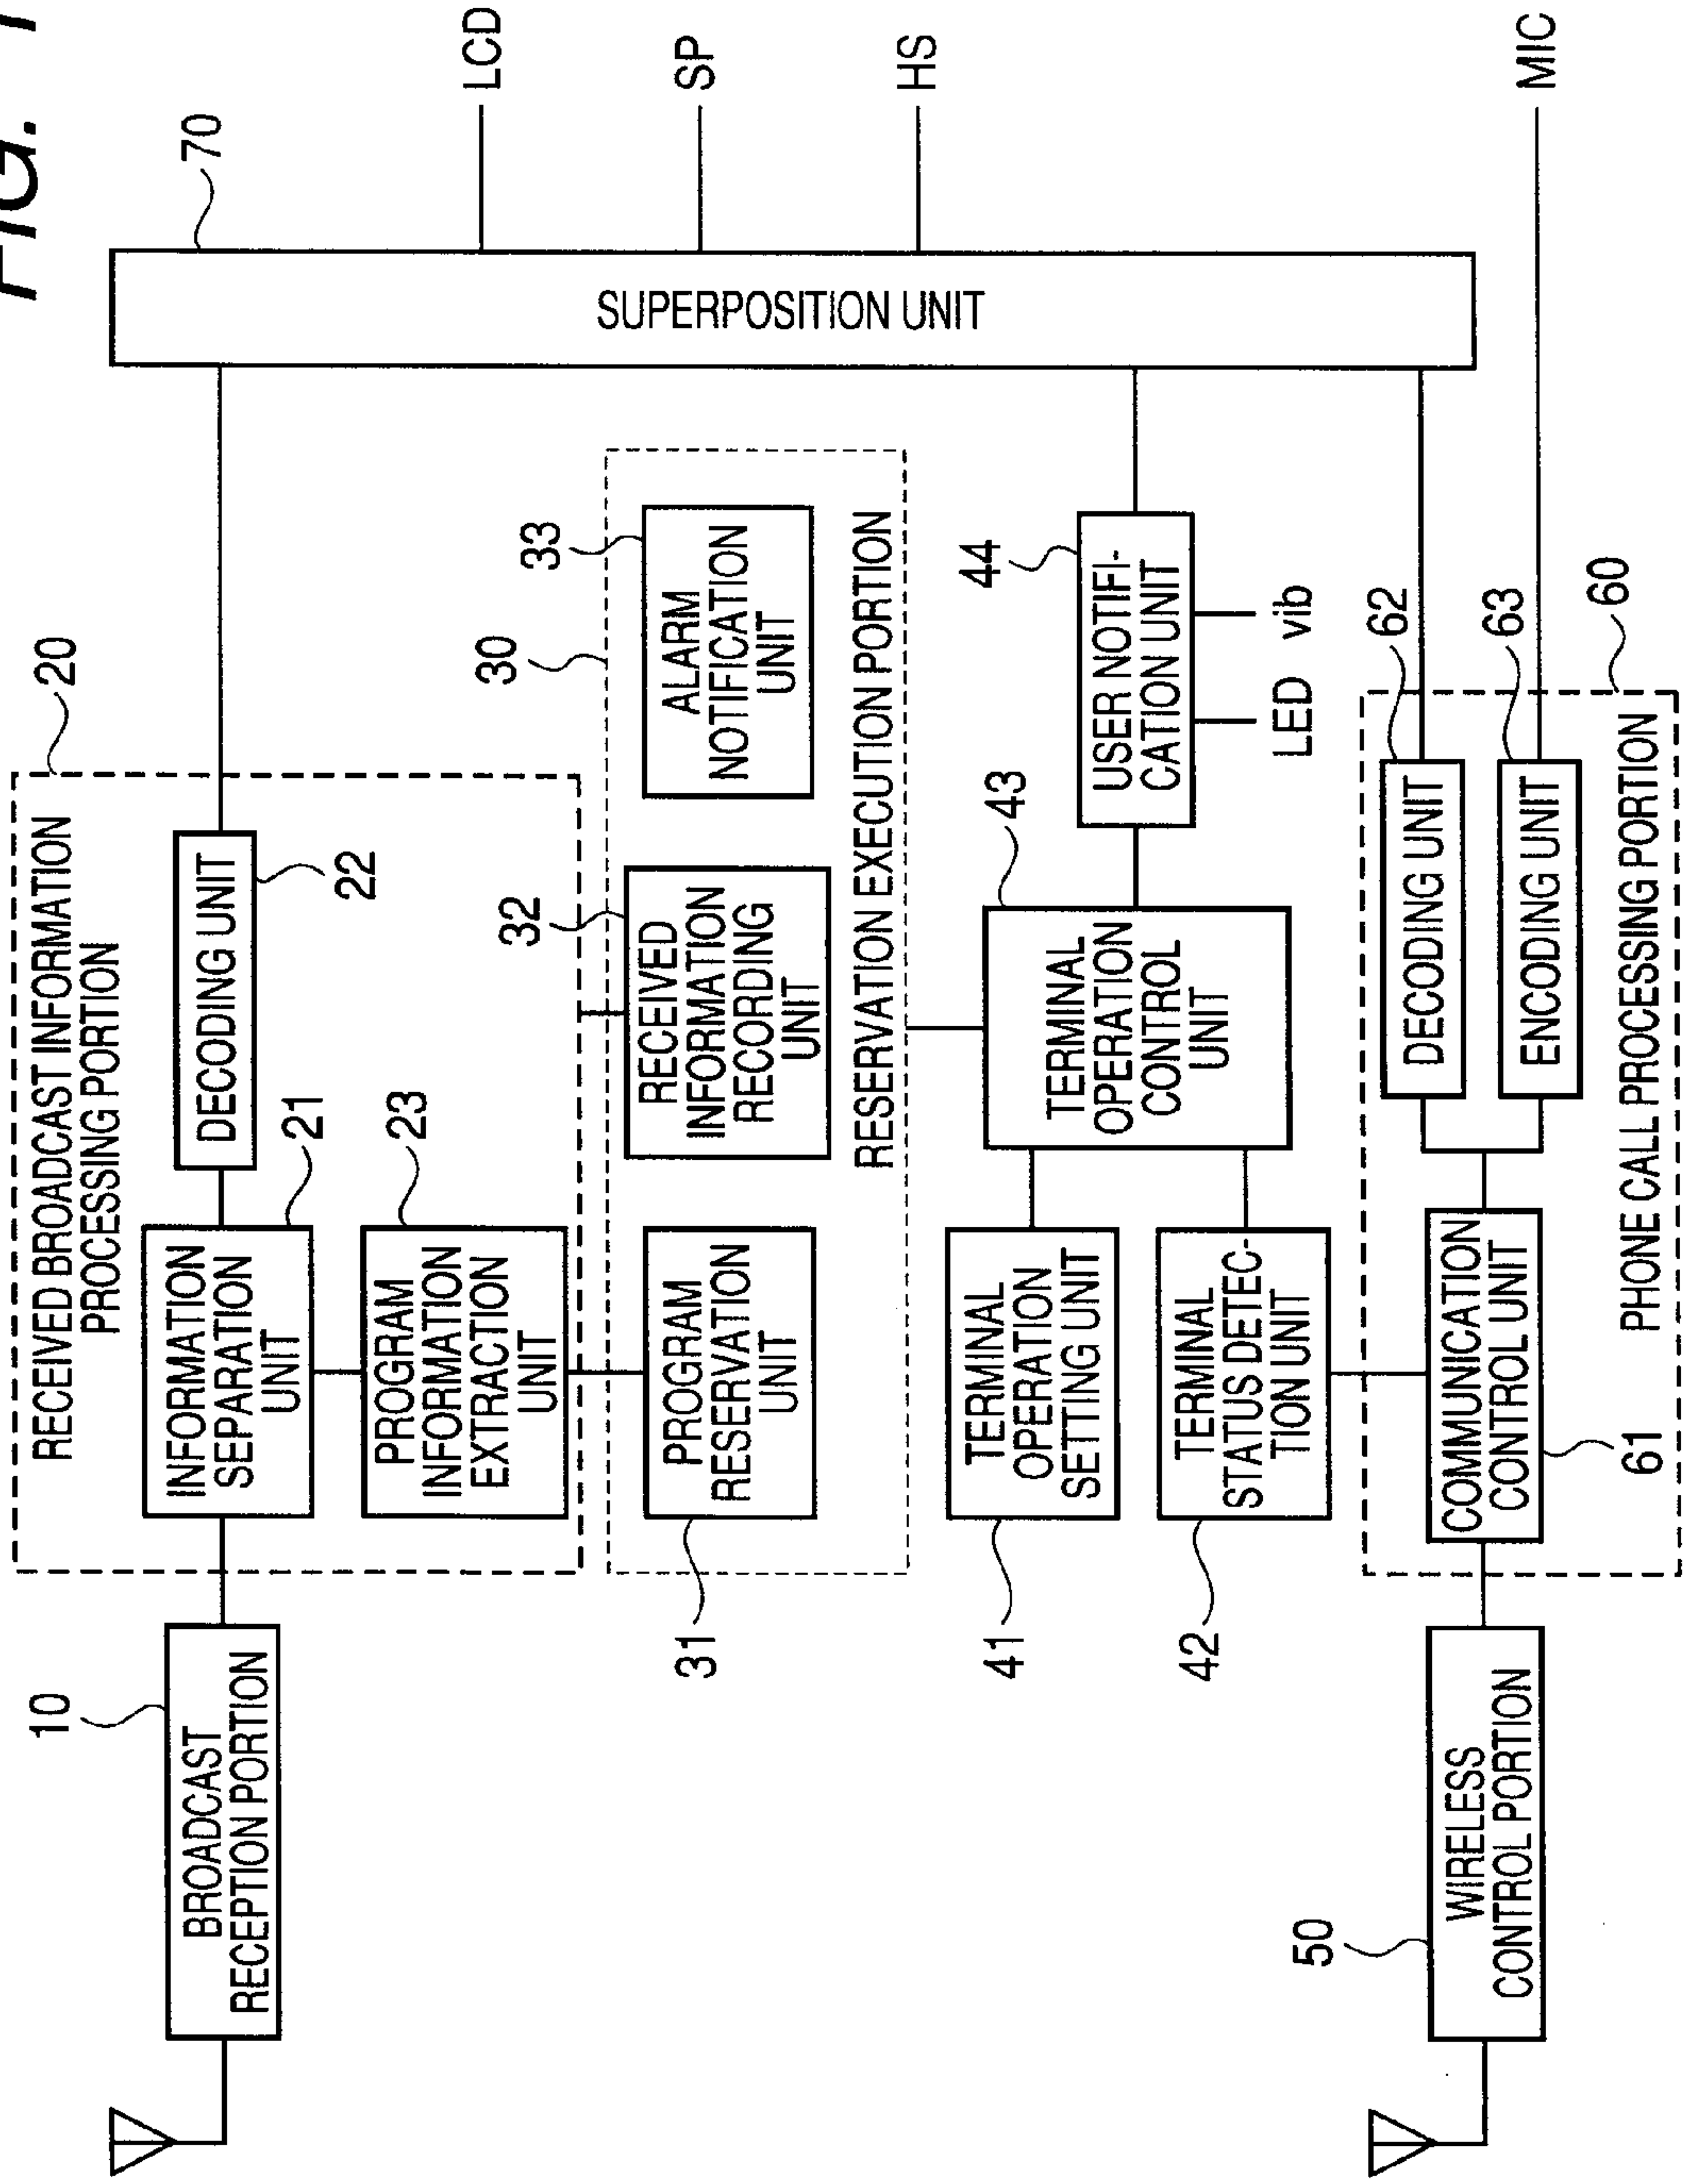 FIG. 1
20
RECEIVED BROADCAST INFORMATION
PROCESSING PORTION
10
BROADCAST
RECEPTION PORTION
INFORMATION
SEPARATION
UNIT
21
DECODING UNIT
22
PROGRAM
INFORMATION
EXTRACTION
UNIT
23
70
SUPERPOSITION UNIT
LCD
SP
HS
MIC
30
31
PROGRAM
RESERVATION
UNIT
32
RECEIVED
INFORMATION
RECORDING
UNIT
33
ALARM
NOTIFICATION
UNIT
RESERVATION EXECUTION PORTION
41
TERMINAL
OPERATION
SETTING UNIT
42
TERMINAL
STATUS DETEC-
TION UNIT
43
TERMINAL
OPERATION
CONTROL
UNIT
44
USER NOTIFI-
CATION UNIT
LED vib
50
WIRELESS
CONTROL PORTION
COMMUNICATION
CONTROL UNIT
61
62
DECODING UNIT
63
ENCODING UNIT
60
PHONE CALL PROCESSING PORTION